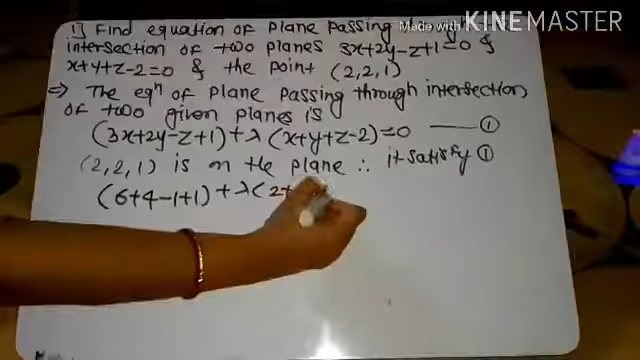 1] Find equation of plane passing through
Made with KINEMASTER
intersection of two planes 3x+2y-z+1=0 &
x+y+z-2=0 & the point (2,2,1)
⇒ The eqⁿ of plane passing through intersection
of two given planes is
(3x+2y-z+1)+λ(x+y+z-2)=0 —— ①
(2,2,1) is on the plane ∴ it satisfy ①
(6+4-1+1)+λ(2+